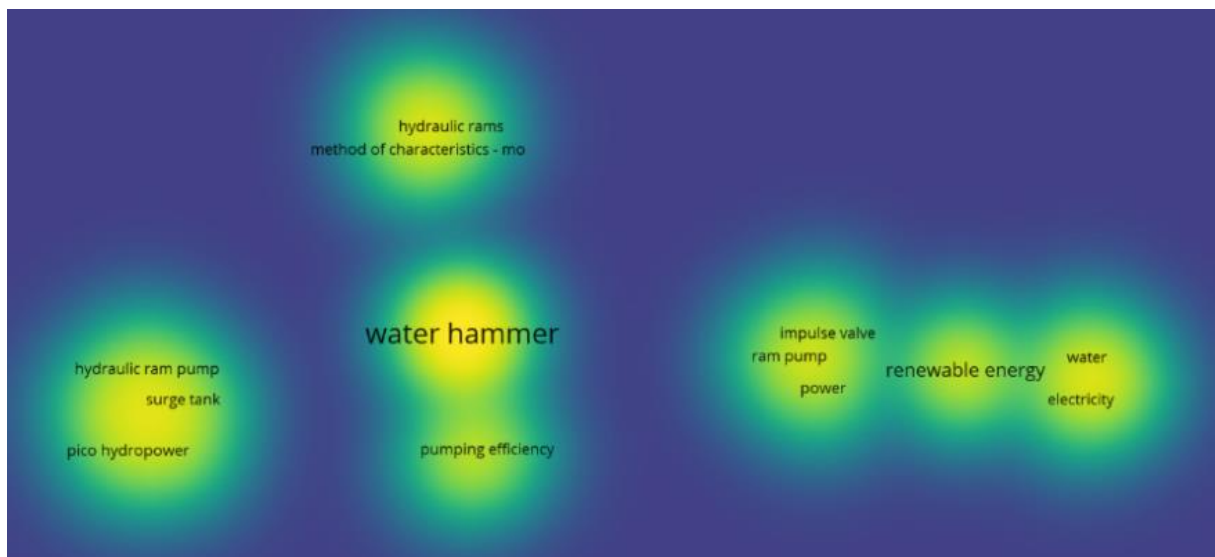 hydraulic rams
method of characteristics - mo
water hammer
pumping efficiency
hydraulic ram pump
surge tank
pico hydropower
impulse valve
ram pump
power
renewable energy
water
electricity